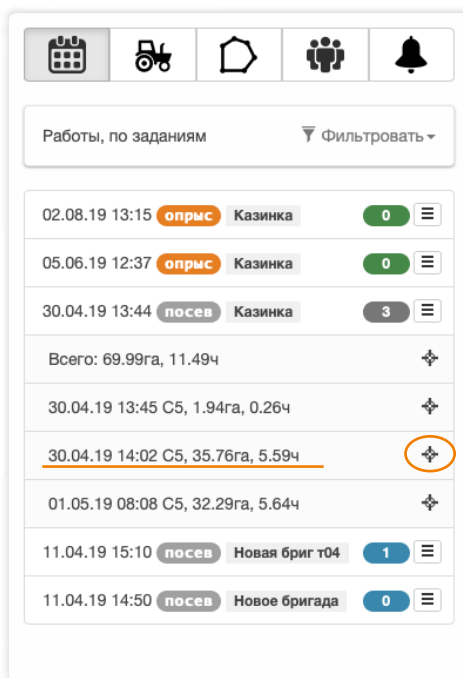 Работы, по заданиям Фильтровать
02.08.19 13:15 опрыс Казинка 0
05.06.19 12:37 опрыс Казинка 0
30.04.19 13:44 посев Казинка 3
Всего: 69.99га, 11.49ч
30.04.19 13:45 С5, 1.94га, 0.26ч
30.04.19 14:02 С5, 35.76га, 5.59ч
01.05.19 08:08 С5, 32.29га, 5.64ч
11.04.19 15:10 посев Новая бриг т04 1
11.04.19 14:50 посев Новое бригада 0